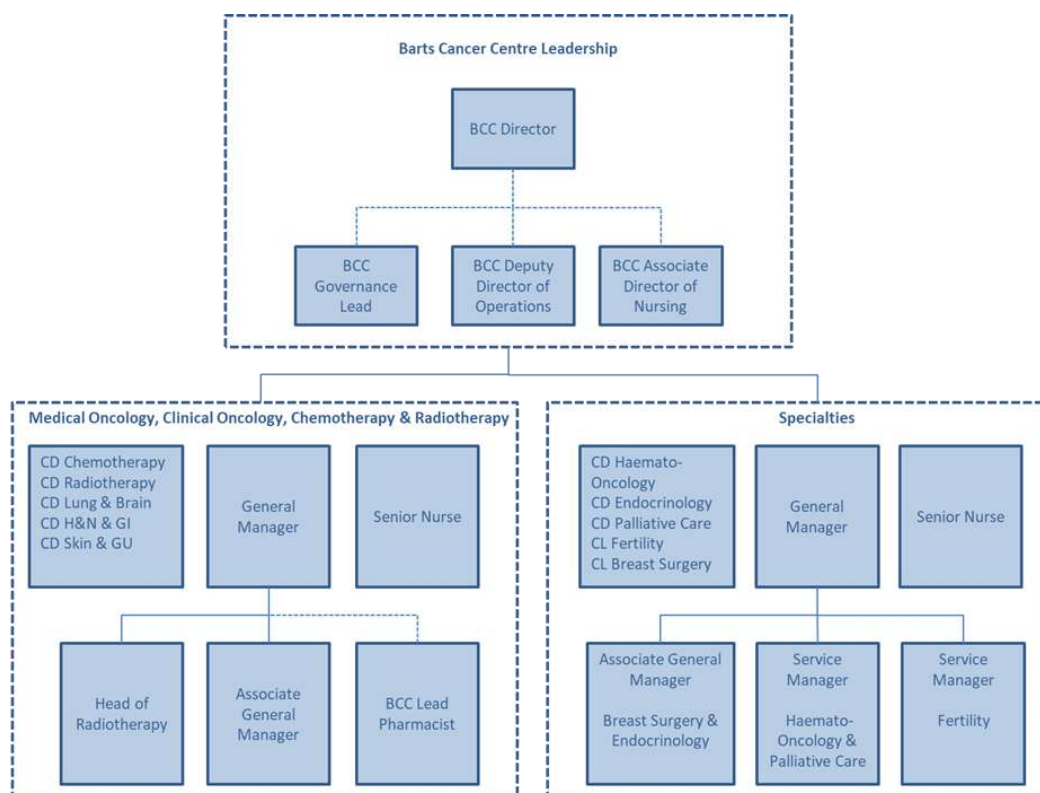 Barts Cancer Centre Leadership
BCC Director
BCC
Governance
Lead
BCC Deputy
Director of
Operations
BCC Associate
Director of
Nursing
Medical Oncology, Clinical Oncology, Chemotherapy & Radiotherapy
CD Chemotherapy
CD Radiotherapy
CD Lung & Brain
CD H&N & GI
CD Skin & GU
General
Manager
Senior Nurse
Head of
Radiotherapy
Associate
General
Manager
BCC Lead
Pharmacist
Specialties
CD Haemato-
Oncology
CD Endocrinology
CD Palliative Care
CL Fertility
CL Breast Surgery
General
Manager
Senior Nurse
Associate General
Manager
Breast Surgery &
Endocrinology
Service
Manager
Haemato-
Oncology &
Palliative Care
Service
Manager
Fertility